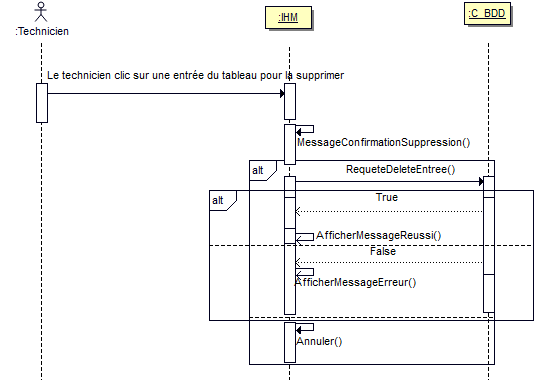 :IHM
:C_BDD
:Technicien
Le technicien clic sur une entrée du tableau pour la supprimer
MessageConfirmationSuppression()
alt
RequeteDeleteEntree()
alt
True
AfficherMessageReussi()
False
AfficherMessageErreur()
Annuler()